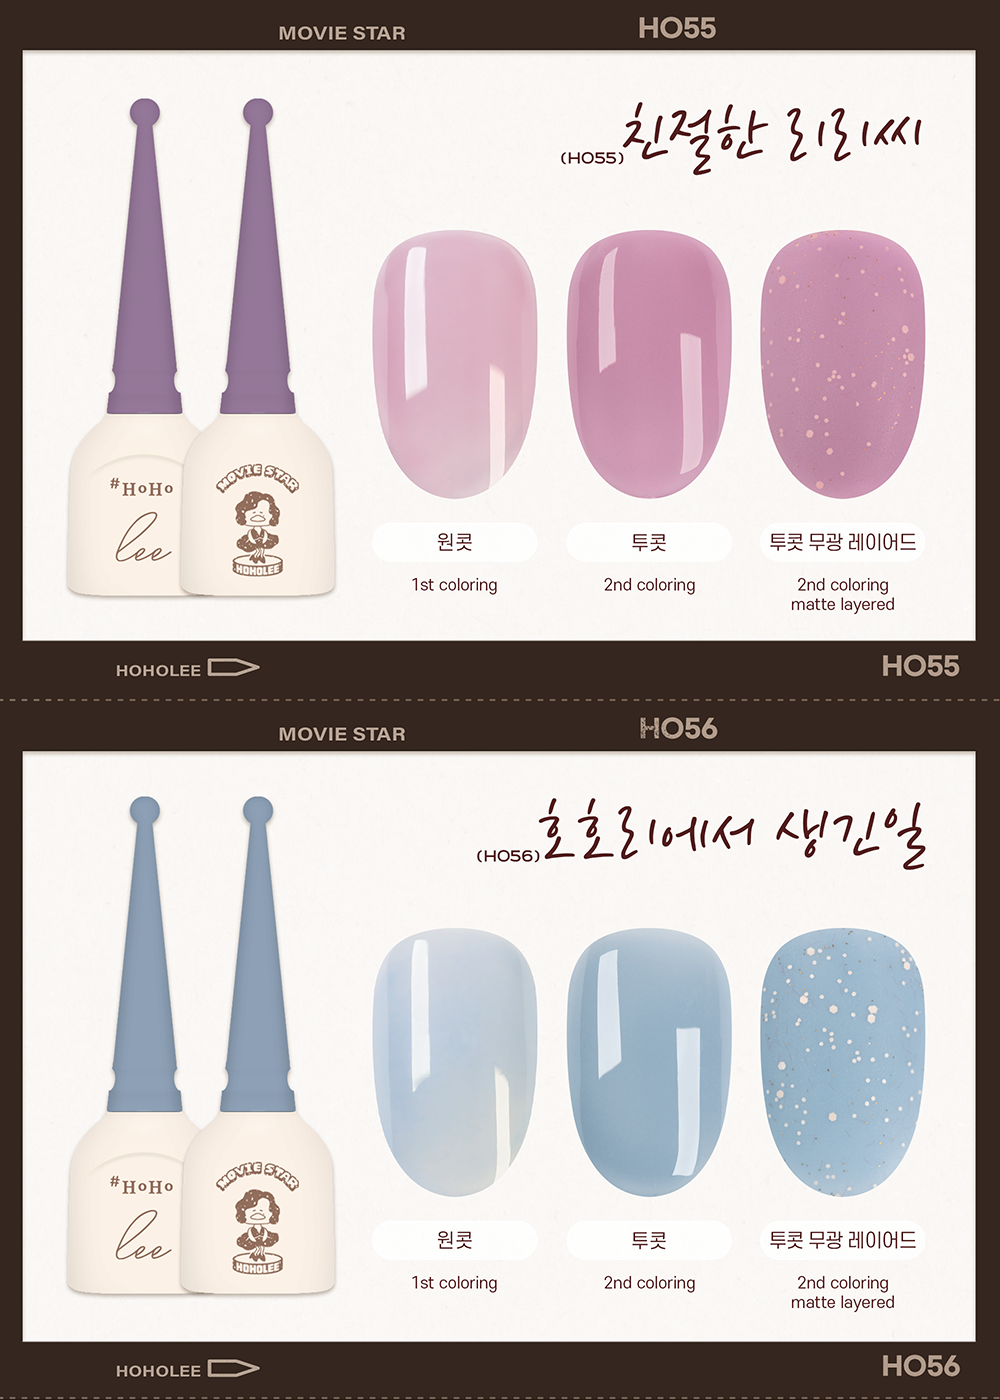 MOVIE STAR
HO55
(HO55) 친절한 리리씨
#HoHo
lee
MOVIE STAR
HOHOLEE
원콧
투콧
투콧 무광 레이어드
1st coloring
2nd coloring
2nd coloring
matte layered
HOHOLEE
HO55
MOVIE STAR
HO56
(HO56) 호호리에서 생긴일
#HoHo
lee
MOVIE STAR
HOHOLEE
원콧
투콧
투콧 무광 레이어드
1st coloring
2nd coloring
2nd coloring
matte layered
HOHOLEE
HO56